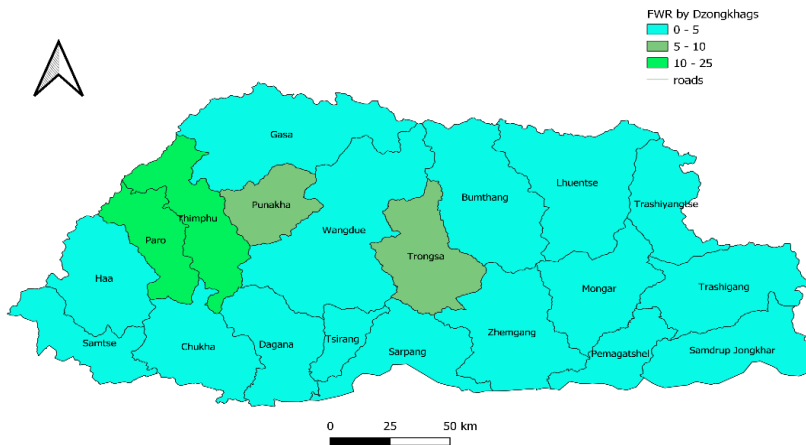 FWR by Dzongkhags
0 - 5
5 - 10
10 - 25
roads
Gasa
Lhuentse
Bumthang
Punakha
Trashiyangtse
Thimphu
Wangdue
Paro
Trongsa
Haa
Mongar
Trashigang
Zhemgang
Samtse
Chukha
Dagana
Tsirang
Sarpang
Pemagatshel
Samdrup Jongkhar
0 25 50 km